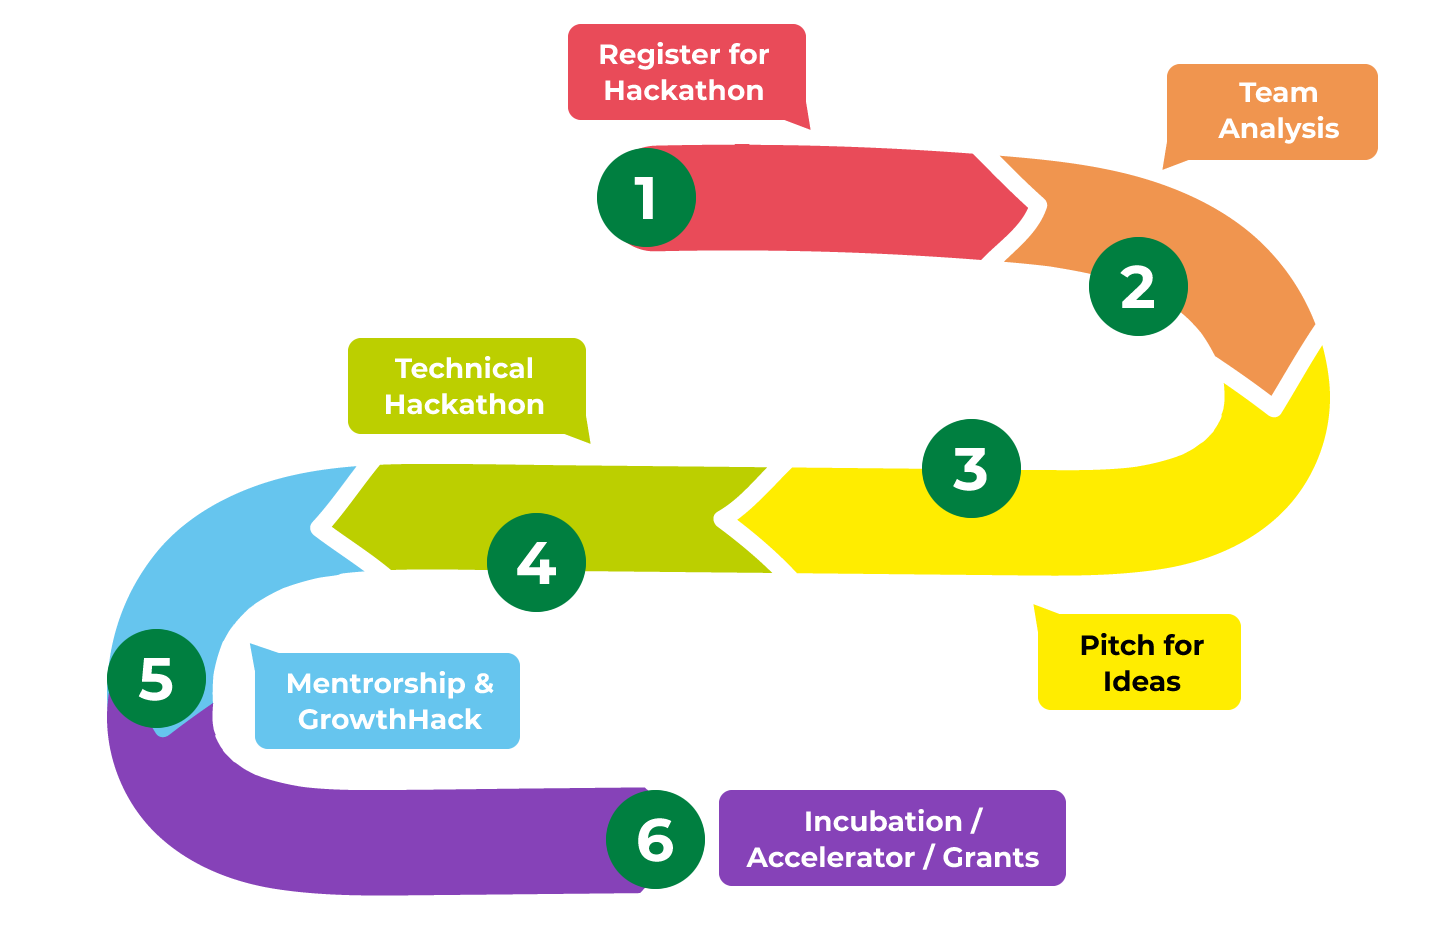 1
Register for
Hackathon
2
Team
Analysis
3
Pitch for
Ideas
4
Technical
Hackathon
5
Mentrorship &
GrowthHack
6
Incubation /
Accelerator / Grants